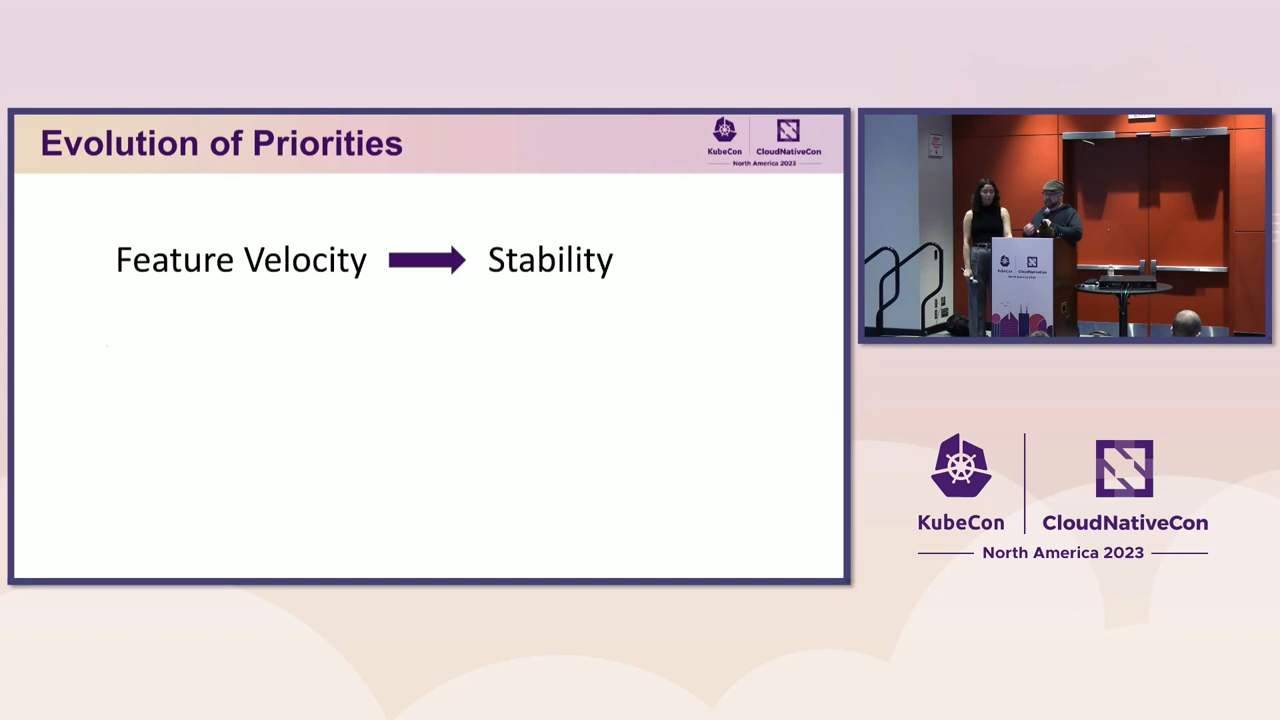 Evolution of Priorities
KubeCon
CloudNativeCon
North America 2023
Feature Velocity
Stability
KubeCon
CloudNativeCon
North America 2023